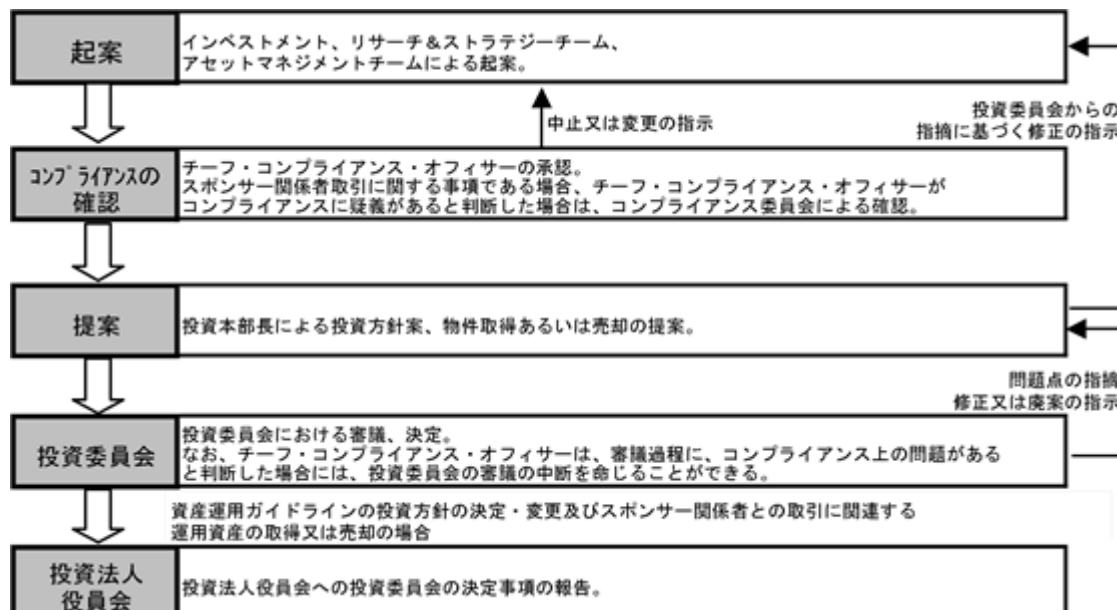 起案
インベストメント、リサーチ＆ストラテジーチーム、
アセットマネジメントチームによる起案。
中止又は変更の指示
投資委員会からの
指摘に基づく修正の指示
ｺﾝﾌﾟﾗｲｱﾝｽの
確認
チーフ・コンプライアンス・オフィサーの承認。
スポンサー関係者取引に関する事項である場合、チーフ・コンプライアンス・オフィサーが
コンプライアンスに疑義があると判断した場合は、コンプライアンス委員会による確認。
提案
投資本部長による投資方針案、物件取得あるいは売却の提案。
問題点の指摘
修正又は廃案の指示
投資委員会
投資委員会における審議、決定。
なお、チーフ・コンプライアンス・オフィサーは、審議過程に、コンプライアンス上の問題がある
と判断した場合には、投資委員会の審議の中断を命じることができる。
資産運用ガイドラインの投資方針の決定・変更及びスポンサー関係者との取引に関連する
運用資産の取得又は売却の場合
投資法人
役員会
投資法人役員会への投資委員会の決定事項の報告。